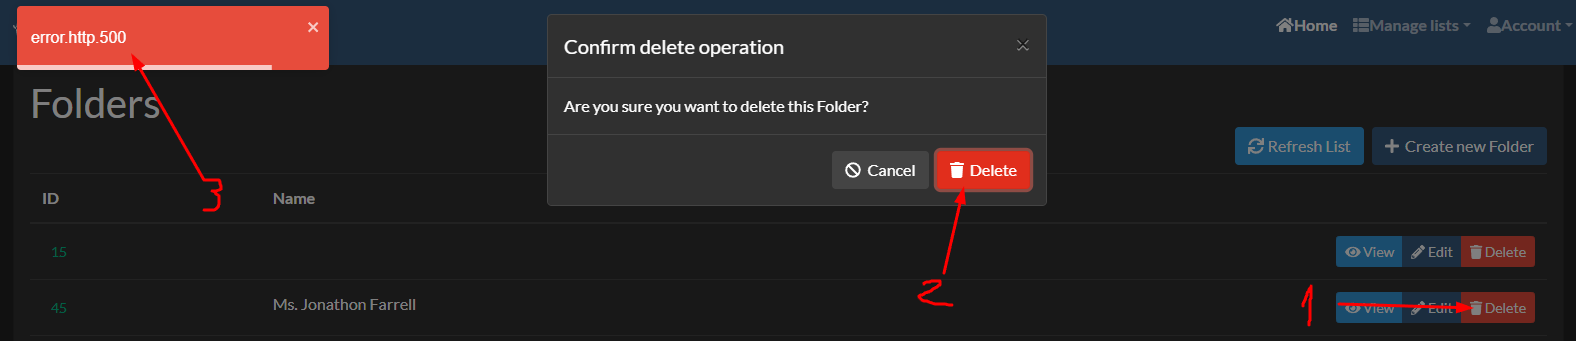 error.http.500 ×
Confirm delete operation ×
Home Manage lists Account
Folders
Are you sure you want to delete this Folder?
Refresh List Create new Folder
Cancel Delete
3
ID Name
15 View Edit Delete
2
1
45 Ms. Jonathon Farrell View Edit Delete